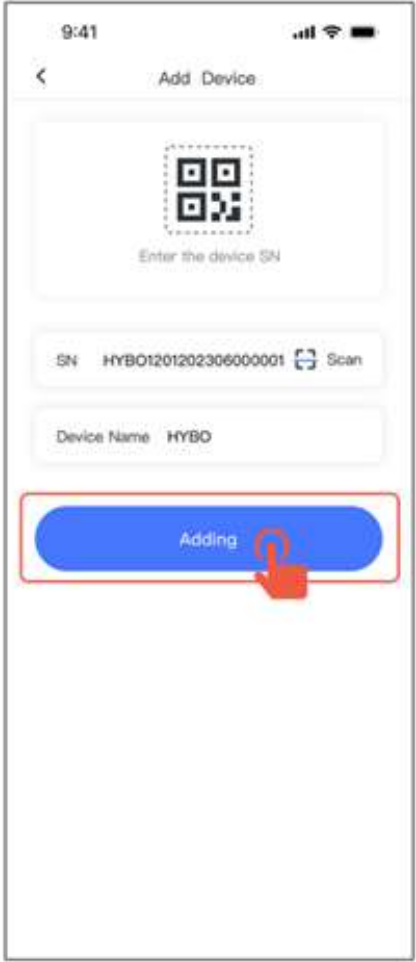 9:41
Add Device
Enter the device SN
SN HYBO1201202306000001 Scan
Device Name HYBO
Adding